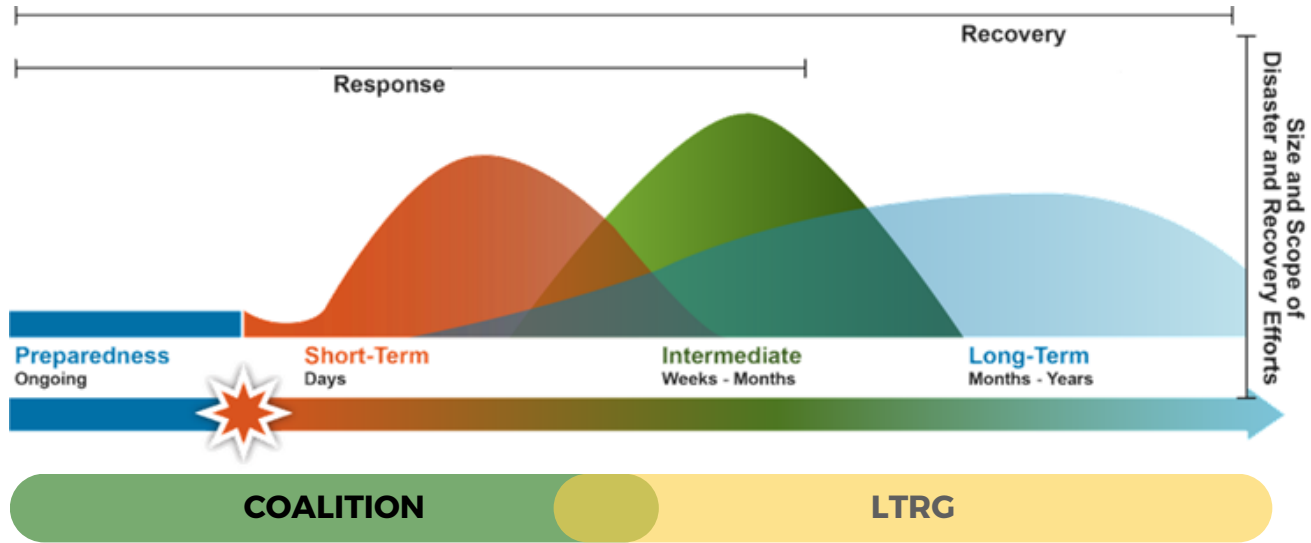 Recovery
Response
Size and Scope of
Disaster and Recovery Efforts
Preparedness
Ongoing
Short-Term
Days
Intermediate
Weeks - Months
Long-Term
Months - Years
COALITION
LTRG